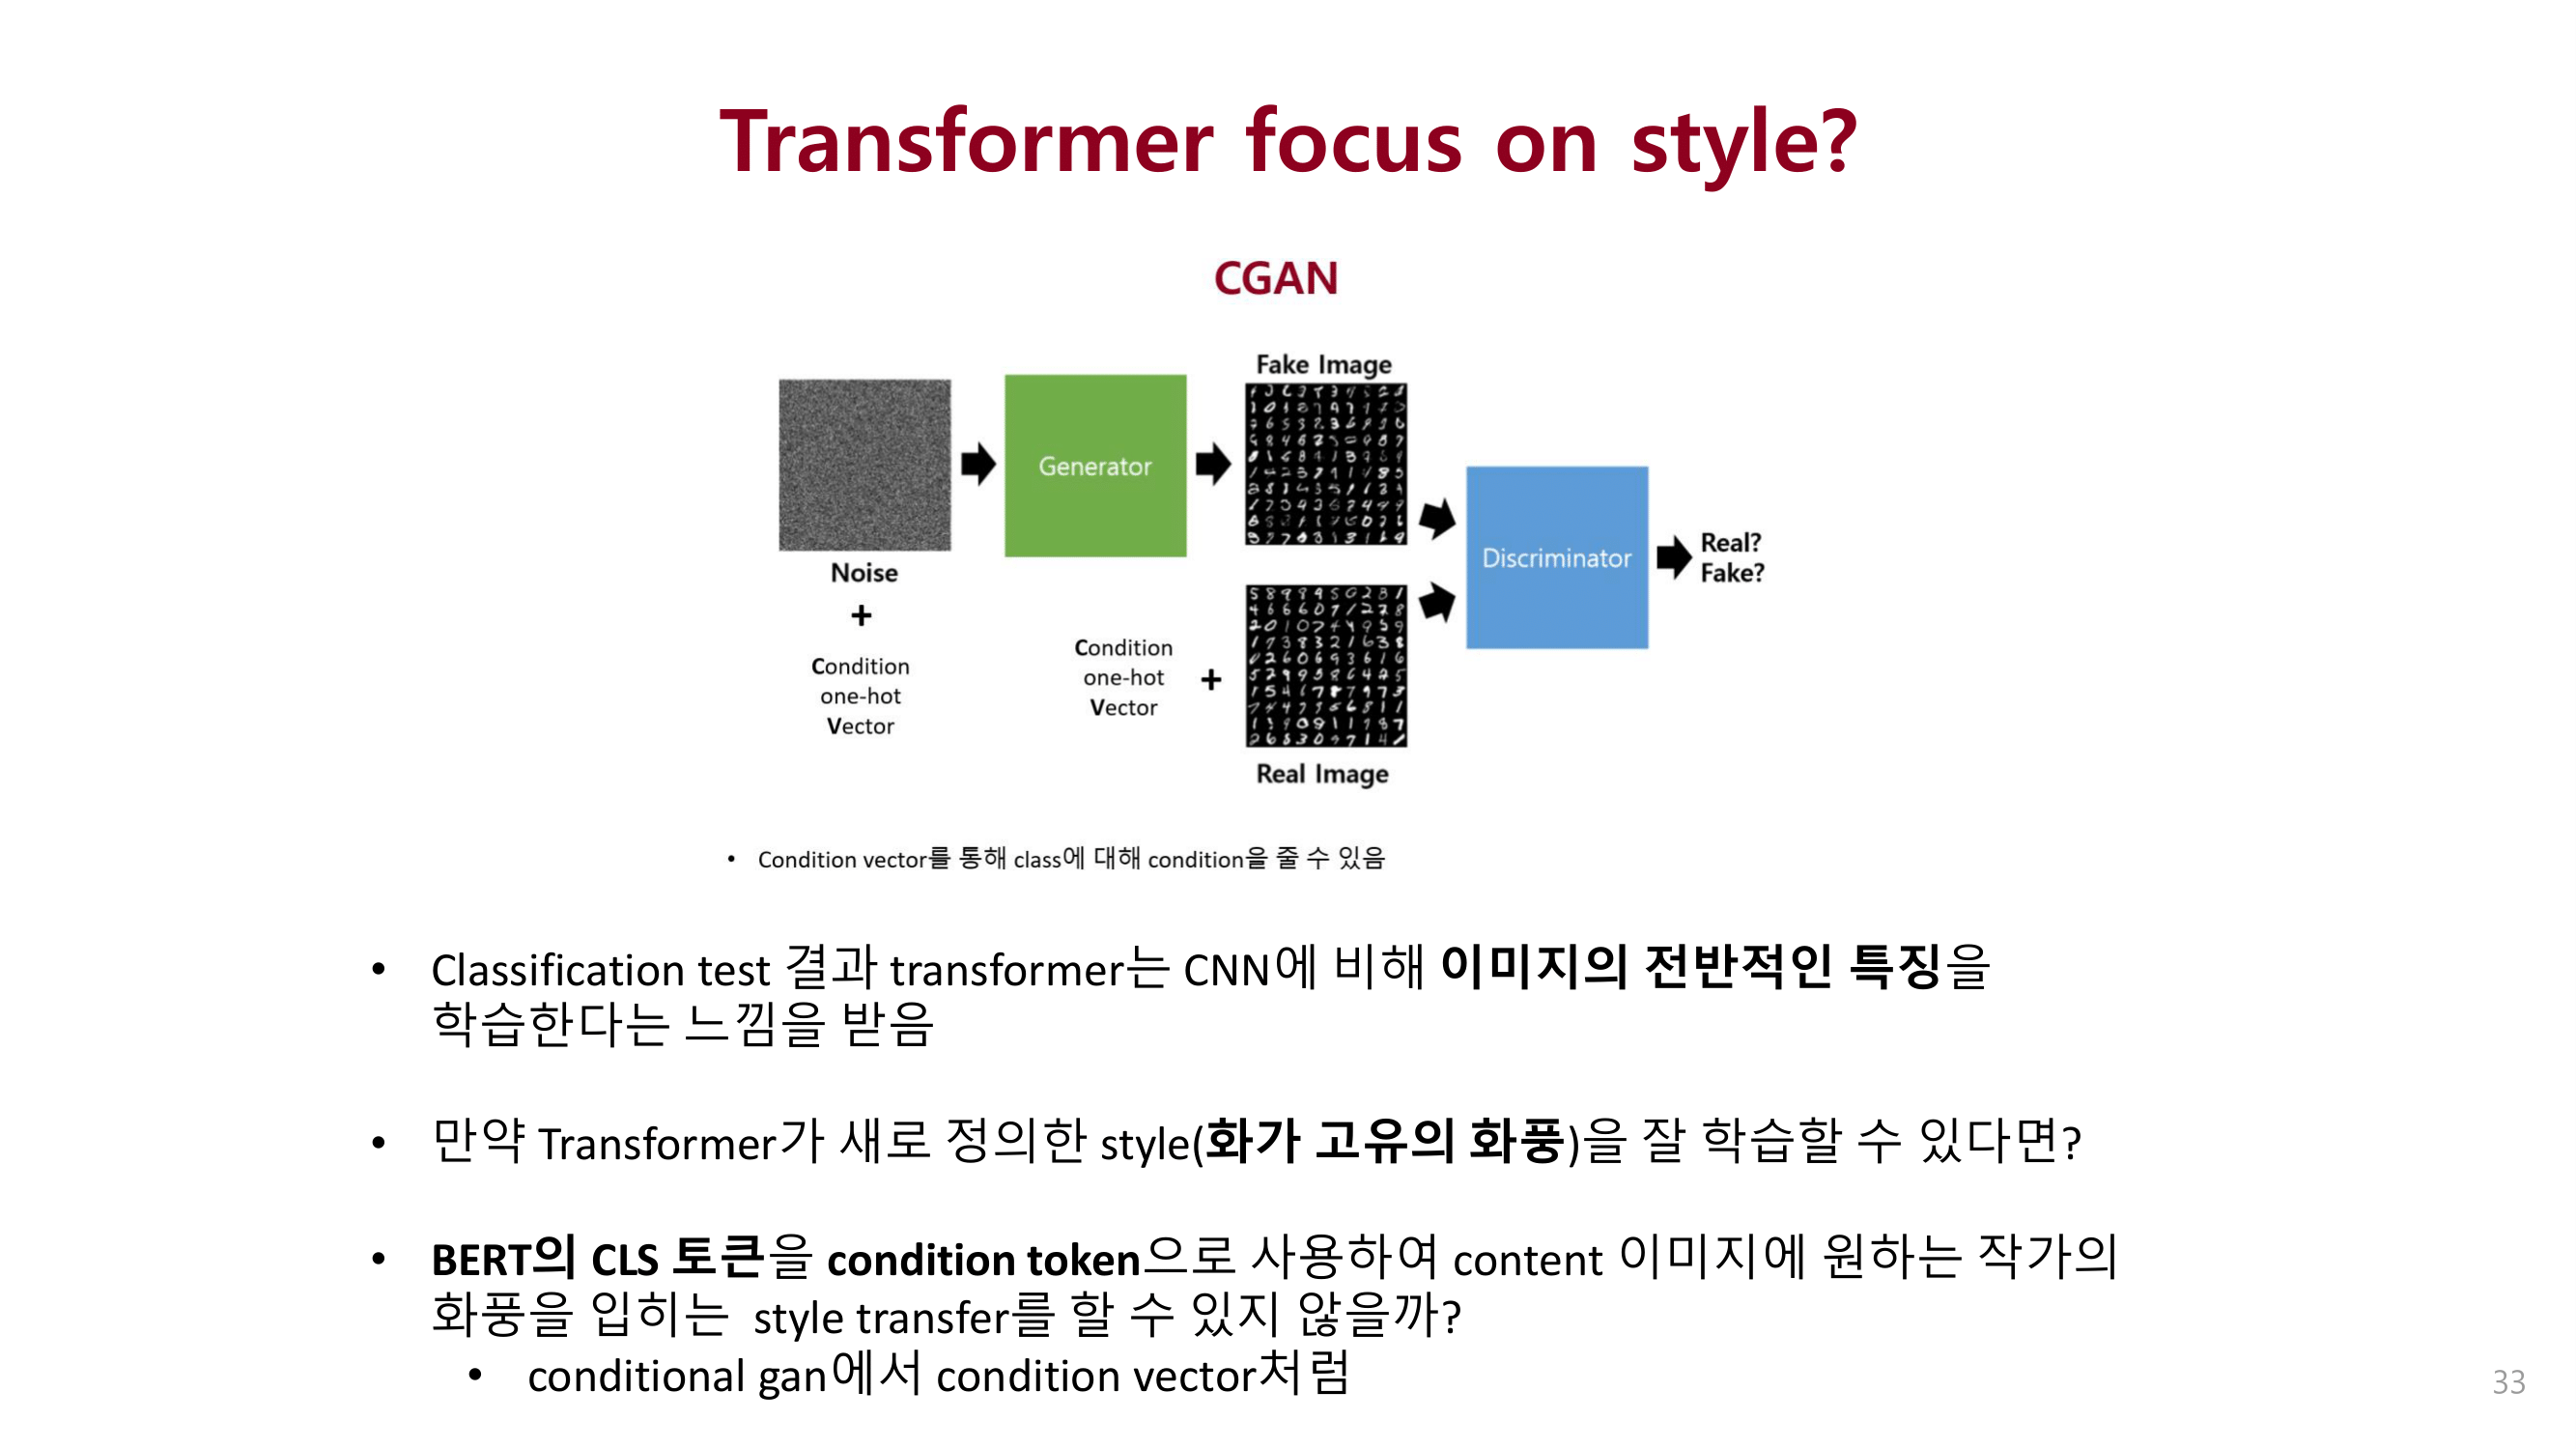 Transformer focus on style?
CGAN
Fake Image
Generator
Discriminator
Real?
Fake?
Noise
+
Condition
one-hot
Vector
Condition
one-hot
Vector
+
Real Image
• Condition vector를 통해 class에 대해 condition을 줄 수 있음
• Classification test 결과 transformer는 CNN에 비해 이미지의 전반적인 특징을
학습한다는 느낌을 받음
• 만약 Transformer가 새로 정의한 style(화가 고유의 화풍)을 잘 학습할 수 있다면?
• BERT의 CLS 토큰을 condition token으로 사용하여 content 이미지에 원하는 작가의
화풍을 입히는 style transfer를 할 수 있지 않을까?
• conditional gan에서 condition vector처럼
33